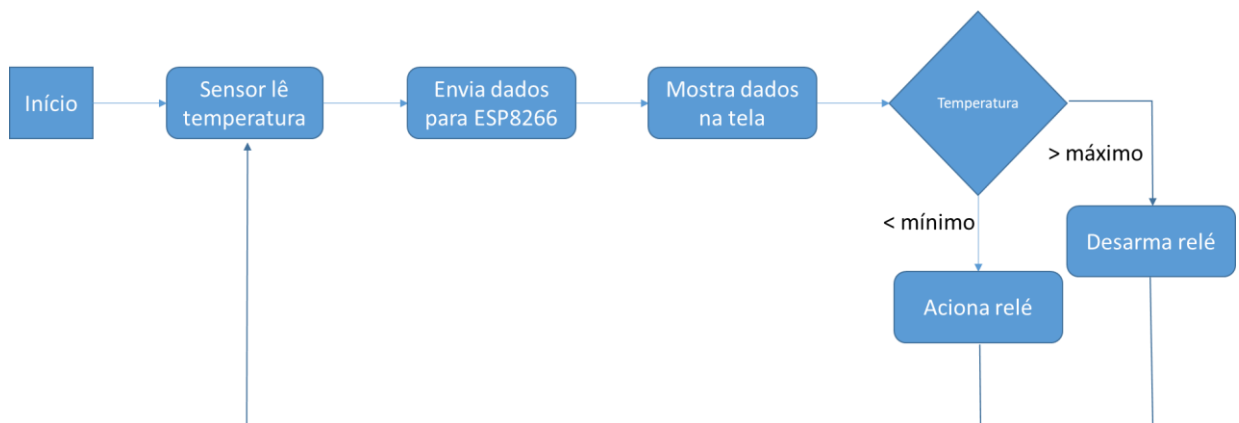 Início
Sensor lê
temperatura
Envia dados
para ESP8266
Mostra dados
na tela
Temperatura
> máximo
< mínimo
Desarma relé
Aciona relé